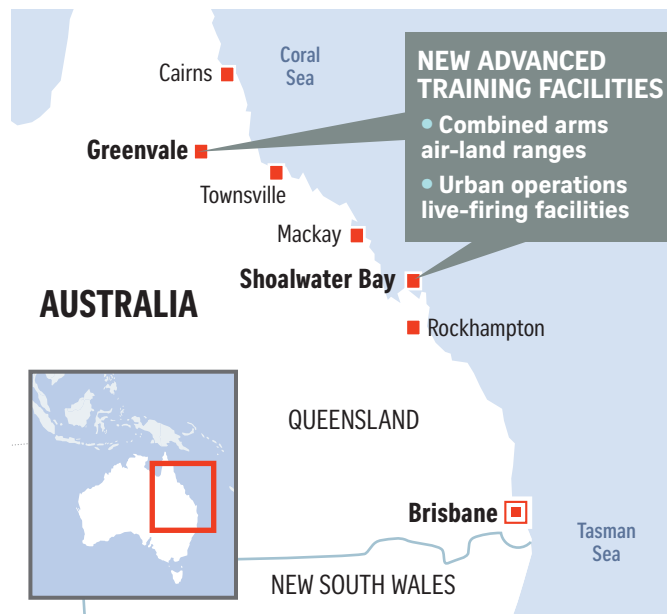 Coral
Sea
NEW ADVANCED
TRAINING FACILITIES
• Combined arms
air-land ranges
• Urban operations
live-firing facilities
Cairns
Greenvale
Townsville
Mackay
Shoalwater Bay
AUSTRALIA
Rockhampton
QUEENSLAND
Brisbane
Tasman
Sea
NEW SOUTH WALES